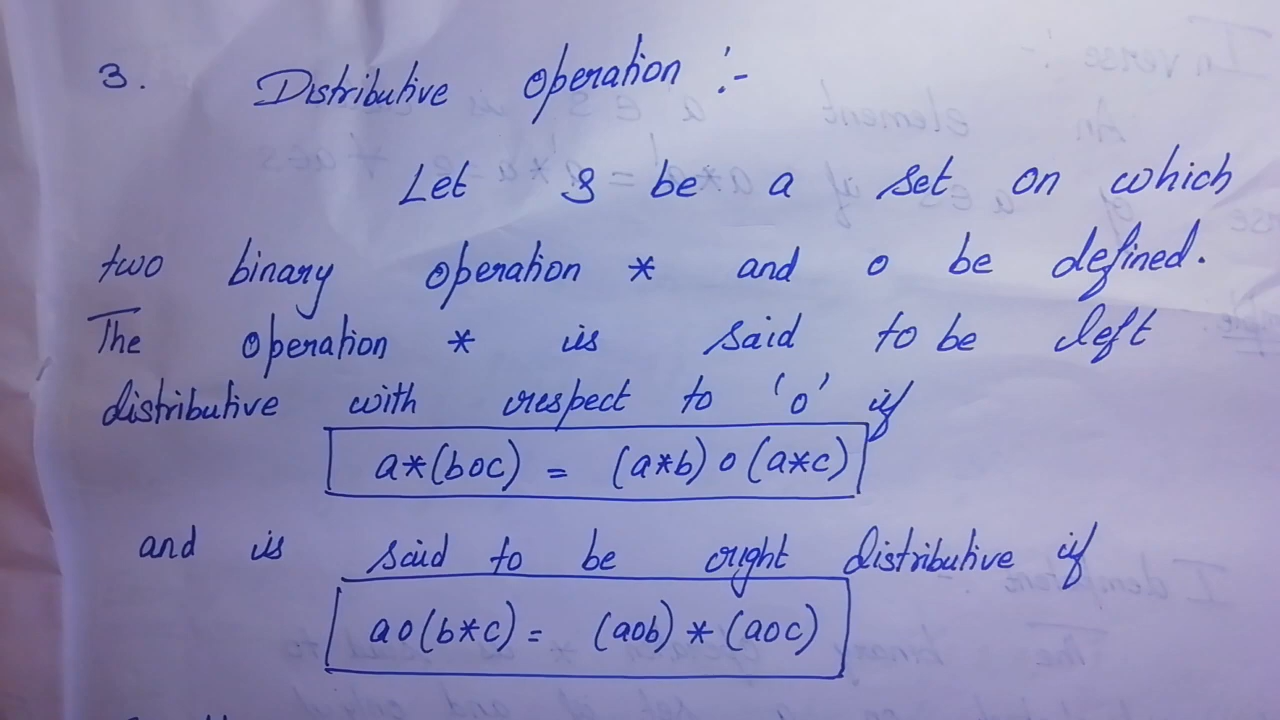 3. Distributive operation :-
Let S be a set on which
two binary operation * and o be defined.
The operation * is said to be left
distributive with respect to 'o' if
a*(boc) = (a*b) o (a*c)
and is said to be right distributive if
ao(b*c) = (aob) * (aoc)